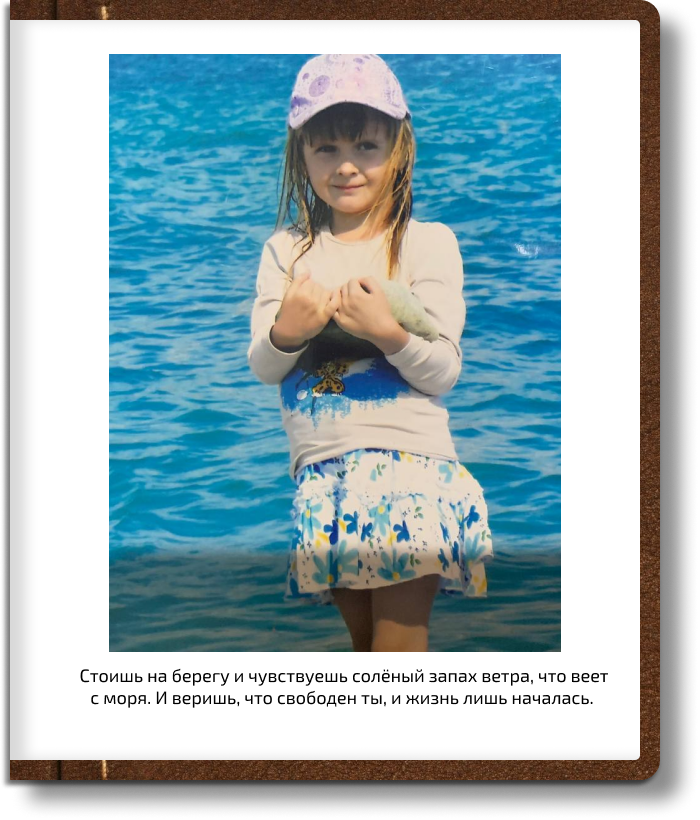 Стоишь на берегу и чувствуешь солёный запах ветра, что веет
с моря. И веришь, что свободен ты, и жизнь лишь началась.